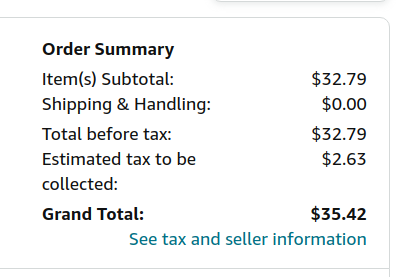 Order Summary
Item(s) Subtotal: $32.79
Shipping & Handling: $0.00
Total before tax: $32.79
Estimated tax to be $2.63
collected:
Grand Total: $35.42
See tax and seller information